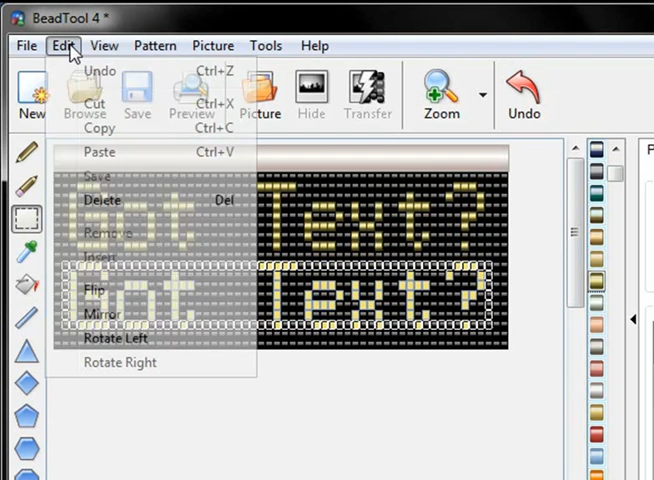 BeadTool 4 *
File Edit View Pattern Picture Tools Help
New Browse Save Preview Picture Hide Transfer Zoom Undo
Undo Ctrl+Z
Cut Ctrl+X
Copy Ctrl+C
Paste Ctrl+V
Save
Delete Del
Remove
Insert
Flip
Mirror
Rotate Left
Rotate Right
Got Text?
Got Text?
P